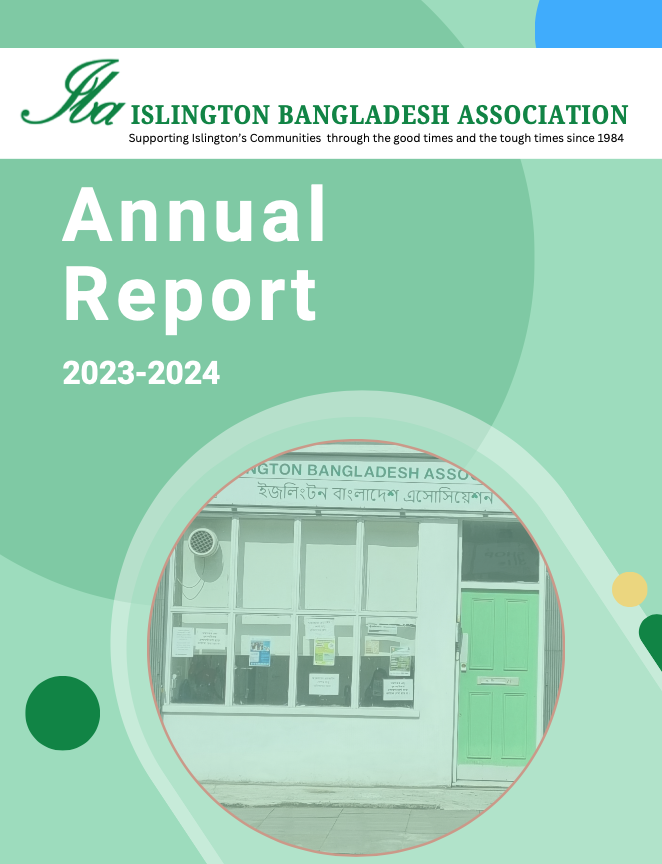 Iba
ISLINGTON BANGLADESH ASSOCIATION
Supporting Islington's Communities through the good times and the tough times since 1984
Annual
Report
2023-2024
NGTON BANGLADESH ASSO
ইজলিংটন বাংলাদেশ এসোসিয়েশন